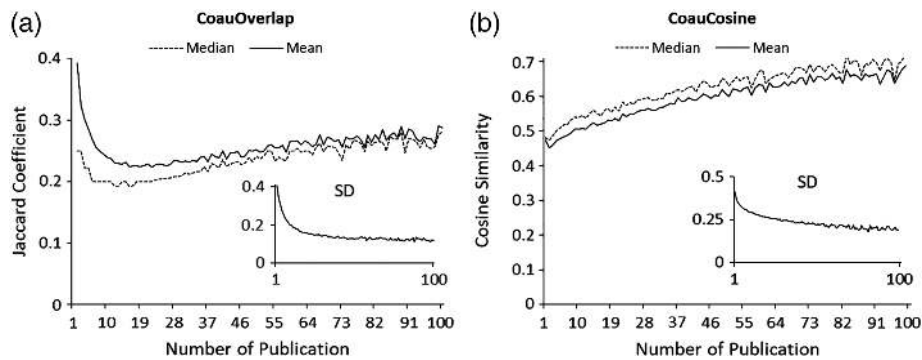 (a)
CoauOverlap
Median Mean
0.4
0.3
0.2
0.1
0
Jaccard Coefficient
SD
0.4
0.2
0
1 100
1 10 19 28 37 46 55 64 73 82 91 100
Number of Publication
(b)
CoauCosine
Median Mean
0.7
0.6
0.5
0.4
0.3
0.2
0.1
0
Cosine Similarity
SD
0.5
0.25
0
1 100
1 10 19 28 37 46 55 64 73 82 91 100
Number of Publication